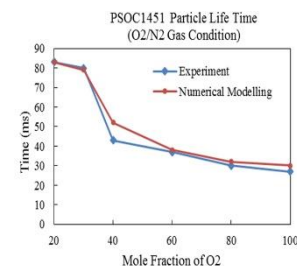 PSOC1451 Particle Life Time
(O2/N2 Gas Condition)
90
80
70
60
50
40
30
20
10
0
Time (ms)
Experiment
Numerical Modelling
20 40 60 80 100
Mole Fraction of O2